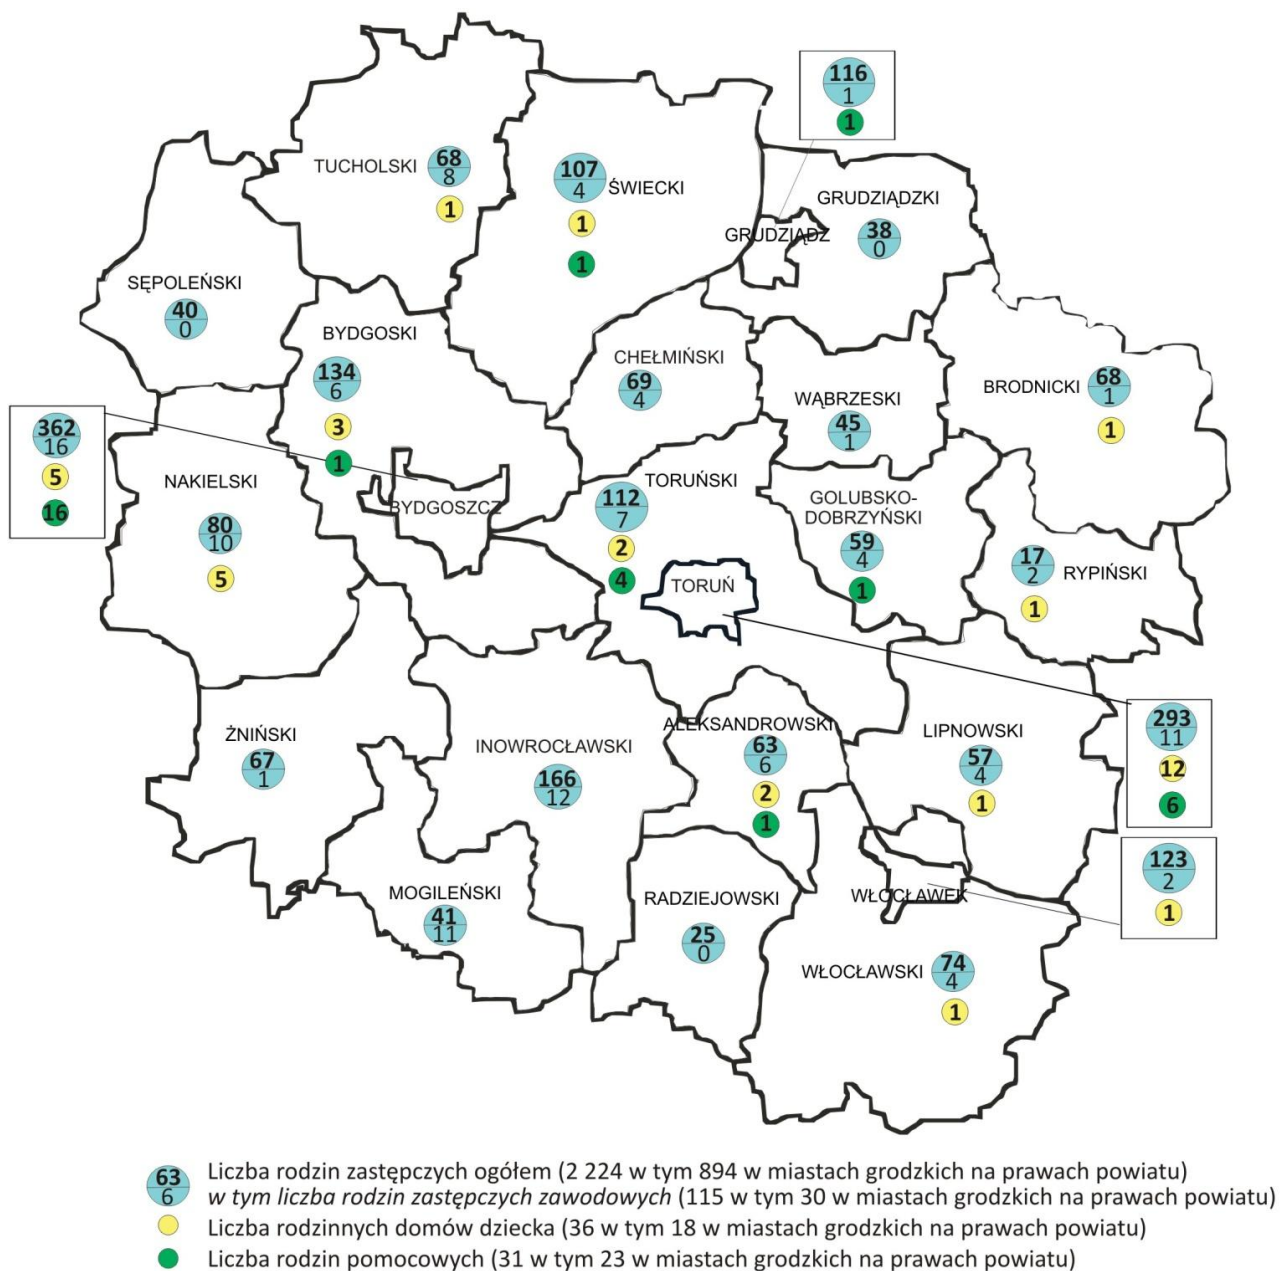 116
1
1
TUCHOLSKI
68
8
1
107
4
ŚWIECKI
1
1
GRUDZIĄDZKI
38
0
GRUDZIĄDZ
SĘPOLEŃSKI
40
0
BYDGOSKI
134
6
3
1
CHEŁMIŃSKI
69
4
WĄBRZESKI
45
1
BRODNICKI
68
1
1
362
16
5
16
NAKIELSKI
80
10
5
BYDGOSZCZ
TORUŃSKI
112
7
2
4
TORUŃ
GOLUBSKO-
DOBRZYŃSKI
59
4
1
17
2
RYPIŃSKI
1
ŻNIŃSKI
67
1
INOWROCŁAWSKI
166
12
ALEKSANDROWSKI
63
6
2
1
LIPNOWSKI
57
4
1
293
11
12
6
123
2
1
MOGILEŃSKI
41
11
RADZIEJOWSKI
25
0
WŁOCŁAWEK
WŁOCŁAWSKI
74
4
1
63
6
Liczba rodzin zastępczych ogółem (2 224 w tym 894 w miastach grodzkich na prawach powiatu)
w tym liczba rodzin zastępczych zawodowych (115 w tym 30 w miastach grodzkich na prawach powiatu)
Liczba rodzinnych domów dziecka (36 w tym 18 w miastach grodzkich na prawach powiatu)
Liczba rodzin pomocowych (31 w tym 23 w miastach grodzkich na prawach powiatu)